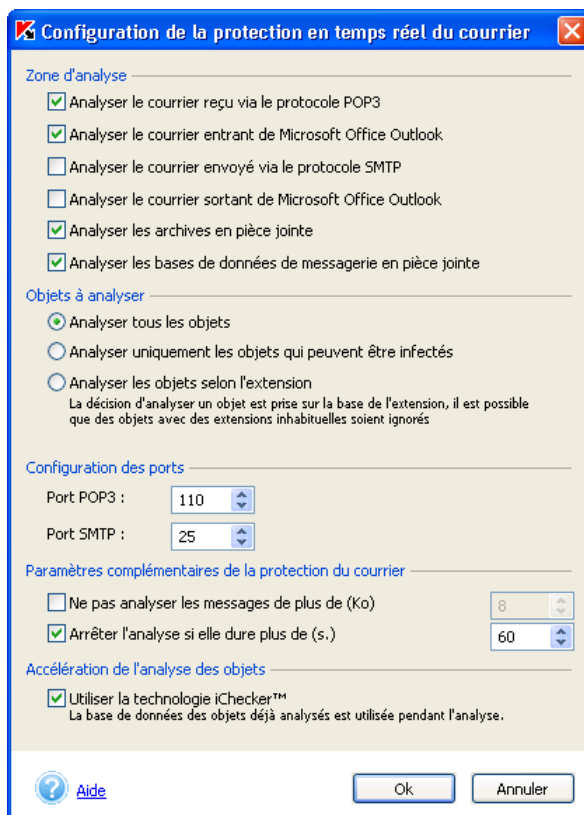 Configuration de la protection en temps réel du courrier
Zone d'analyse
Analyser le courrier reçu via le protocole POP3
Analyser le courrier entrant de Microsoft Office Outlook
Analyser le courrier envoyé via le protocole SMTP
Analyser le courrier sortant de Microsoft Office Outlook
Analyser les archives en pièce jointe
Analyser les bases de données de messagerie en pièce jointe
Objets à analyser
Analyser tous les objets
Analyser uniquement les objets qui peuvent être infectés
Analyser les objets selon l'extension
La décision d'analyser un objet est prise sur la base de l'extension, il est possible
que des objets avec des extensions inhabituelles soient ignorés
Configuration des ports
Port POP3 : 110
Port SMTP : 25
Paramètres complémentaires de la protection du courrier
Ne pas analyser les messages de plus de (Ko) 8
Arrêter l'analyse si elle dure plus de (s.) 60
Accélération de l'analyse des objets
Utiliser la technologie iChecker™
La base de données des objets déjà analysés est utilisée pendant l'analyse.
Aide Ok Annuler